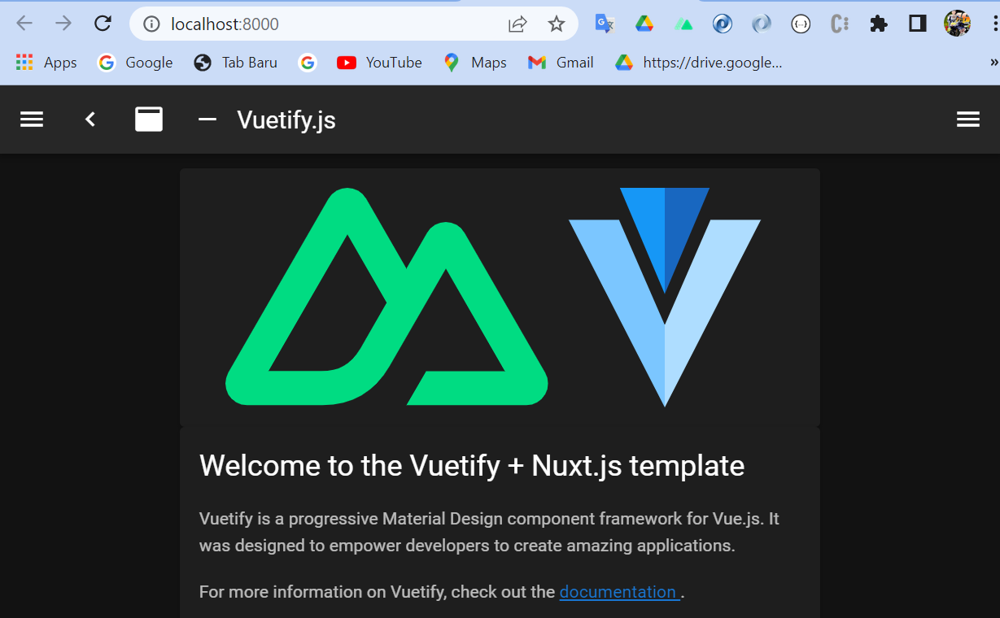 localhost:8000
Apps Google Tab Baru YouTube Maps Gmail https://drive.google... »
Vuetify.js
Welcome to the Vuetify + Nuxt.js template
Vuetify is a progressive Material Design component framework for Vue.js. It
was designed to empower developers to create amazing applications.
For more information on Vuetify, check out the documentation .